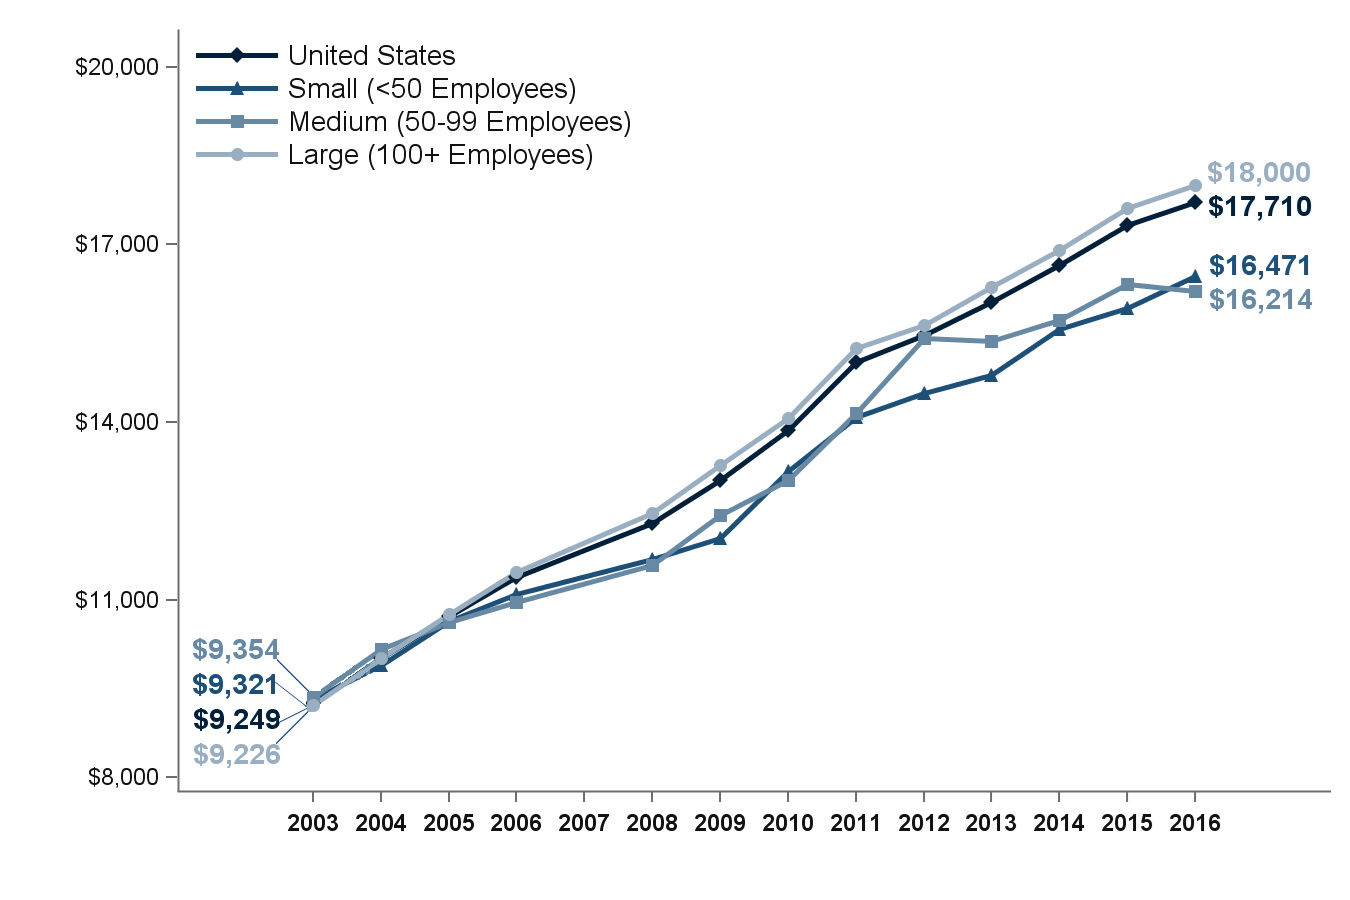 United States
Small (<50 Employees)
Medium (50-99 Employees)
Large (100+ Employees)
$20,000
$17,000
$14,000
$11,000
$8,000
$18,000
$17,710
$16,471
$16,214
$9,354
$9,321
$9,249
$9,226
2003 2004 2005 2006 2007 2008 2009 2010 2011 2012 2013 2014 2015 2016